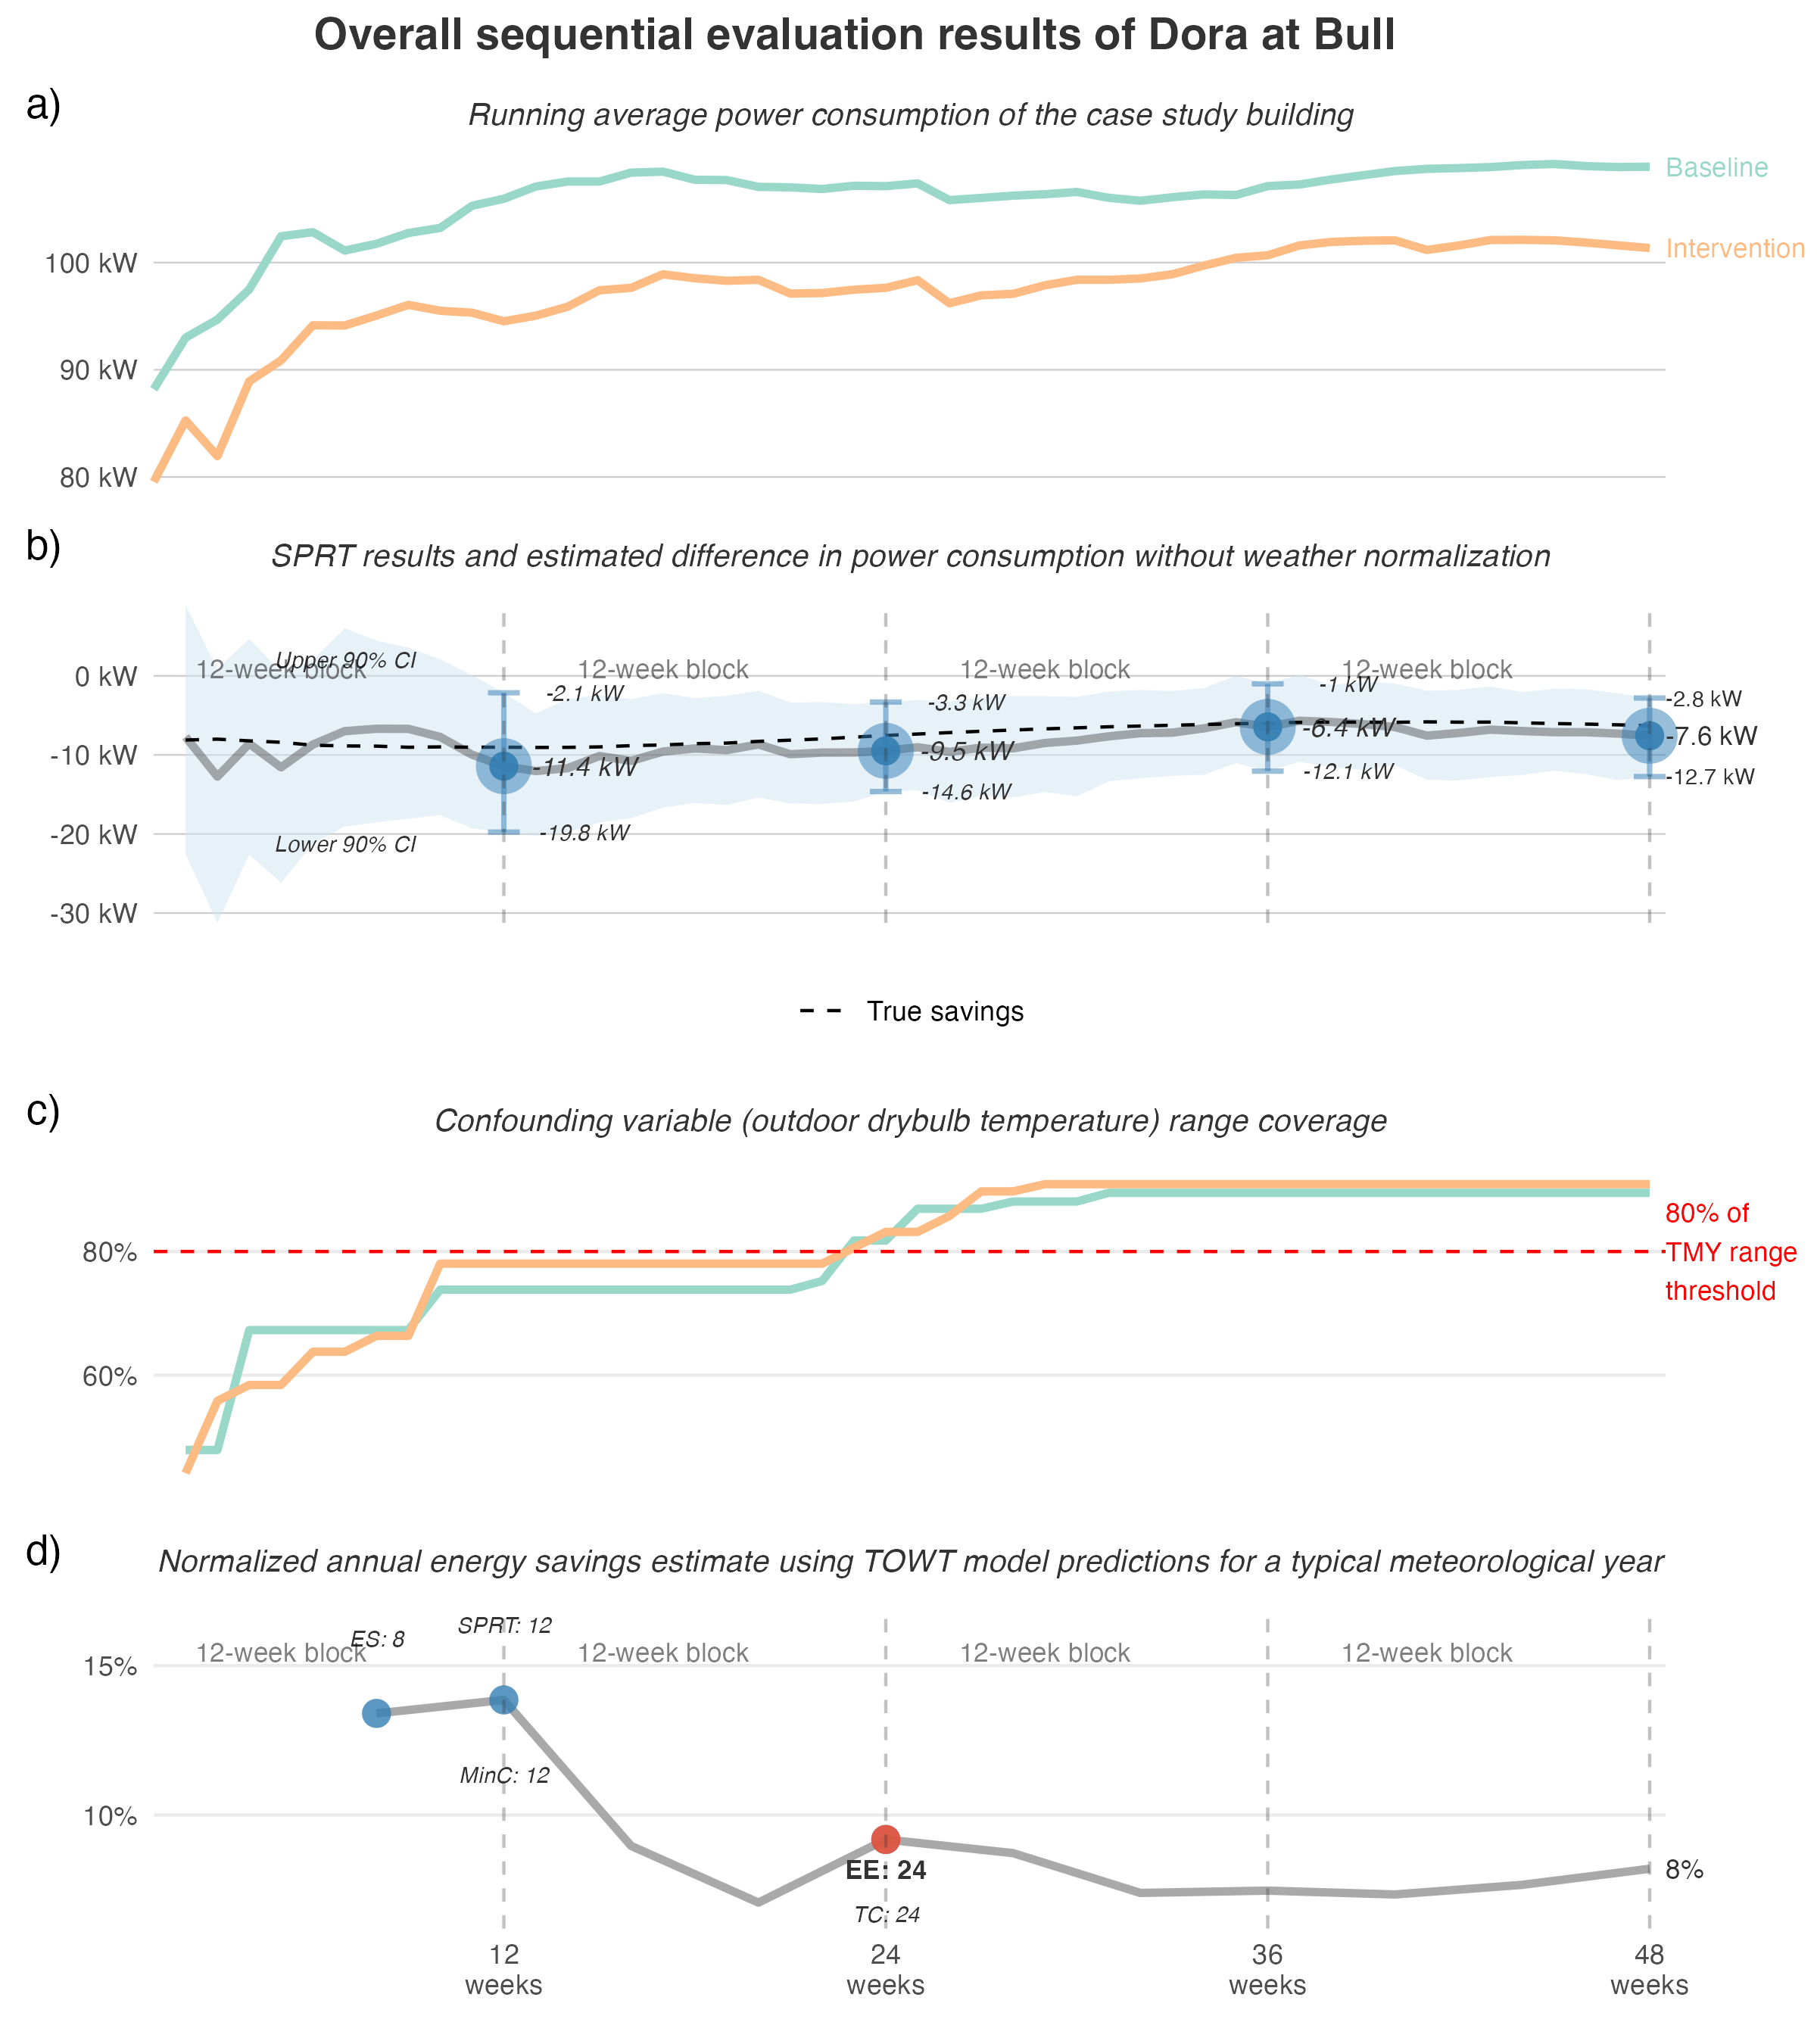 Overall sequential evaluation results of Dora at Bull
a)
Running average power consumption of the case study building
Baseline
Intervention
100 kW
90 kW
80 kW
b)
SPRT results and estimated difference in power consumption without weather normalization
12-week block
12-week block
12-week block
12-week block
Upper 90% CI
Lower 90% CI
0 kW
-10 kW
-20 kW
-30 kW
-2.1 kW
-11.4 kW
-19.8 kW
-3.3 kW
-9.5 kW
-14.6 kW
-1 kW
-6.4 kW
-12.1 kW
-2.8 kW
-7.6 kW
-12.7 kW
True savings
c)
Confounding variable (outdoor drybulb temperature) range coverage
80%
60%
80% of
TMY range
threshold
d)
Normalized annual energy savings estimate using TOWT model predictions for a typical meteorological year
SPRT: 12
ES: 8
12-week block
12-week block
12-week block
12-week block
15%
10%
MinC: 12
EE: 24
TC: 24
8%
12
weeks
24
weeks
36
weeks
48
weeks